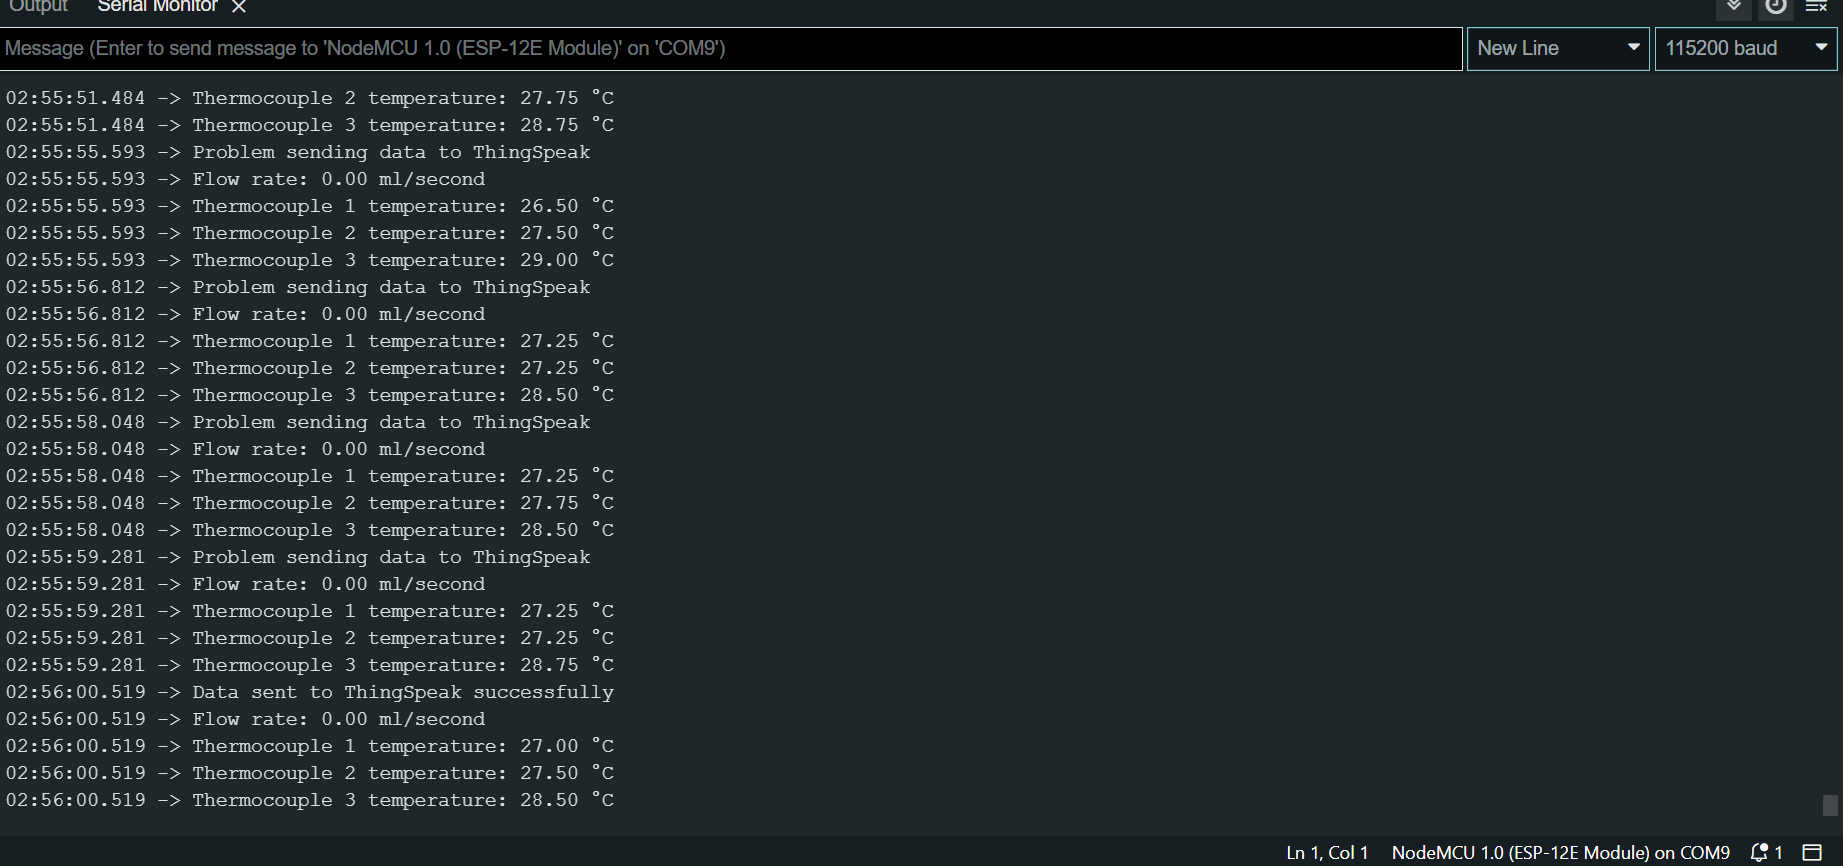 Output Serial Monitor
Message (Enter to send message to 'NodeMCU 1.0 (ESP-12E Module)' on 'COM9') New Line 115200 baud
02:55:51.484 -> Thermocouple 2 temperature: 27.75 °C
02:55:51.484 -> Thermocouple 3 temperature: 28.75 °C
02:55:55.593 -> Problem sending data to ThingSpeak
02:55:55.593 -> Flow rate: 0.00 ml/second
02:55:55.593 -> Thermocouple 1 temperature: 26.50 °C
02:55:55.593 -> Thermocouple 2 temperature: 27.50 °C
02:55:55.593 -> Thermocouple 3 temperature: 29.00 °C
02:55:56.812 -> Problem sending data to ThingSpeak
02:55:56.812 -> Flow rate: 0.00 ml/second
02:55:56.812 -> Thermocouple 1 temperature: 27.25 °C
02:55:56.812 -> Thermocouple 2 temperature: 27.25 °C
02:55:56.812 -> Thermocouple 3 temperature: 28.50 °C
02:55:58.048 -> Problem sending data to ThingSpeak
02:55:58.048 -> Flow rate: 0.00 ml/second
02:55:58.048 -> Thermocouple 1 temperature: 27.25 °C
02:55:58.048 -> Thermocouple 2 temperature: 27.75 °C
02:55:58.048 -> Thermocouple 3 temperature: 28.50 °C
02:55:59.281 -> Problem sending data to ThingSpeak
02:55:59.281 -> Flow rate: 0.00 ml/second
02:55:59.281 -> Thermocouple 1 temperature: 27.25 °C
02:55:59.281 -> Thermocouple 2 temperature: 27.25 °C
02:55:59.281 -> Thermocouple 3 temperature: 28.75 °C
02:56:00.519 -> Data sent to ThingSpeak successfully
02:56:00.519 -> Flow rate: 0.00 ml/second
02:56:00.519 -> Thermocouple 1 temperature: 27.00 °C
02:56:00.519 -> Thermocouple 2 temperature: 27.50 °C
02:56:00.519 -> Thermocouple 3 temperature: 28.50 °C
Ln 1, Col 1 NodeMCU 1.0 (ESP-12E Module) on COM9 1